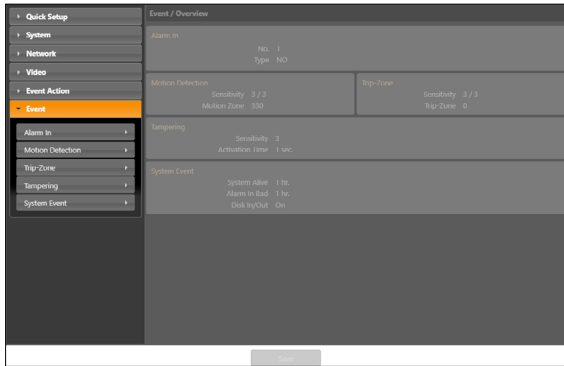 Quick Setup
System
Network
Video
Event Action
Event
Alarm In
Motion Detection
Trip-Zone
Tampering
System Event
Event / Overview
Alarm In
No. 1
Type NO
Motion Detection
Sensitivity 3 / 3
Motion Zone 330
Trip-Zone
Sensitivity 3 / 3
Trip-Zone 0
Tampering
Sensitivity 3
Activation Time 1 sec.
System Event
System Alive 1 hr.
Alarm In Bad 1 hr.
Disk In/Out On
Save